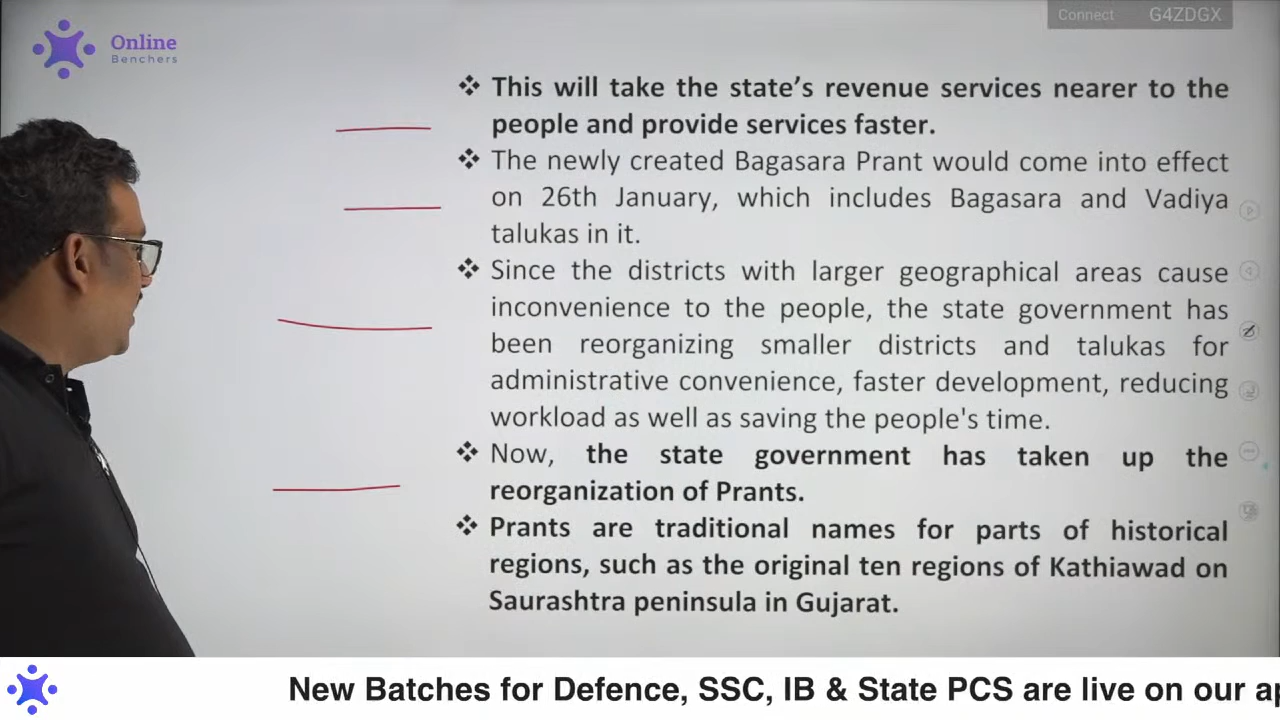 Connect G4ZDGX
Online
Benchers
❖ This will take the state's revenue services nearer to the
people and provide services faster.
❖ The newly created Bagasara Prant would come into effect
on 26th January, which includes Bagasara and Vadiya
talukas in it.
❖ Since the districts with larger geographical areas cause
inconvenience to the people, the state government has
been reorganizing smaller districts and talukas for
administrative convenience, faster development, reducing
workload as well as saving the people's time.
❖ Now, the state government has taken up the
reorganization of Prants.
❖ Prants are traditional names for parts of historical
regions, such as the original ten regions of Kathiawad on
Saurashtra peninsula in Gujarat.
New Batches for Defence, SSC, IB & State PCS are live on our ap